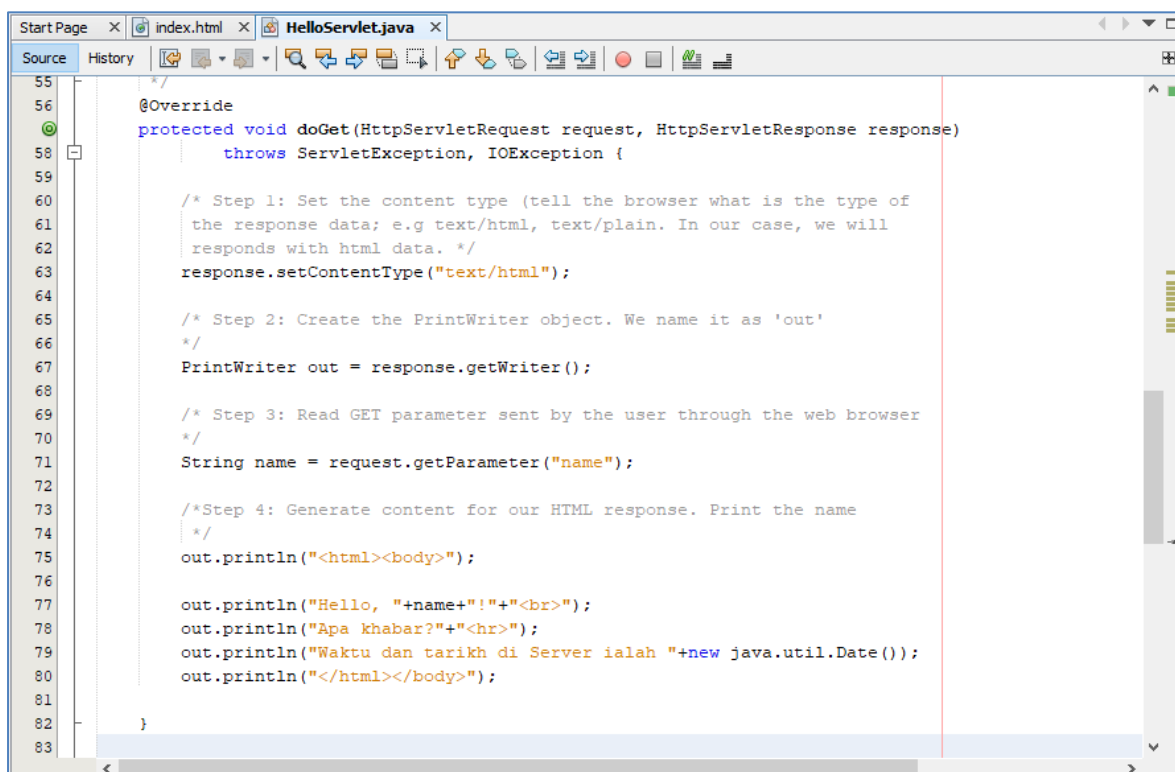 Start Page index.html HelloServlet.java
Source History
55 */
56 @Override
protected void doGet(HttpServletRequest request, HttpServletResponse response)
58 throws ServletException, IOException {
59
60 /* Step 1: Set the content type (tell the browser what is the type of
61 the response data; e.g text/html, text/plain. In our case, we will
62 responds with html data. */
63 response.setContentType("text/html");
64
65 /* Step 2: Create the PrintWriter object. We name it as 'out'
66 */
67 PrintWriter out = response.getWriter();
68
69 /* Step 3: Read GET parameter sent by the user through the web browser
70 */
71 String name = request.getParameter("name");
72
73 /*Step 4: Generate content for our HTML response. Print the name
74 */
75 out.println("<html><body>");
76
77 out.println("Hello, "+name+"!"+"<br>");
78 out.println("Apa khabar?"+"<hr>");
79 out.println("Waktu dan tarikh di Server ialah "+new java.util.Date());
80 out.println("</html></body>");
81
82 }
83